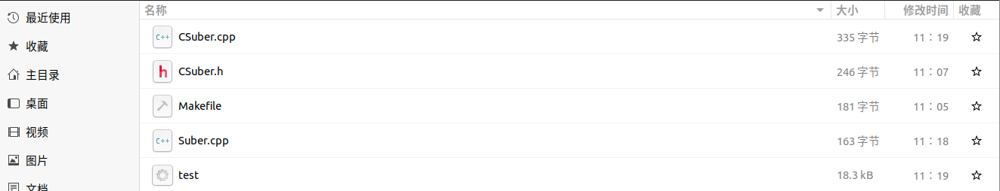 最近使用
收藏
主目录
桌面
视频
图片
文档
名称 大小 修改时间 收藏
CSuber.cpp 335 字节 11：19
CSuber.h 246 字节 11：07
Makefile 181 字节 11：05
Suber.cpp 163 字节 11：18
test 18.3 kB 11：19